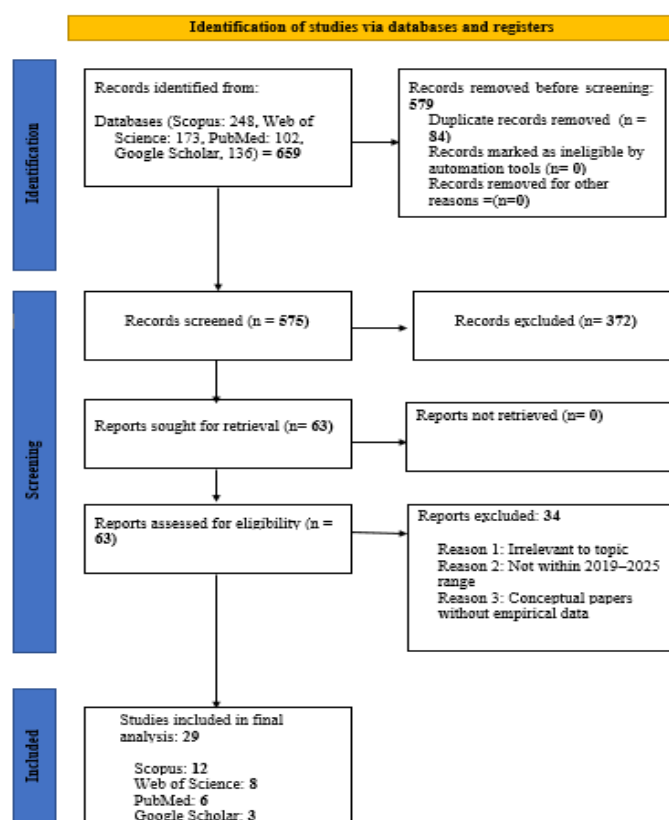 Identification of studies via databases and registers
Identification
Records identified from:
Databases (Scopus: 248, Web of
Science: 173, PubMed: 102,
Google Scholar, 136) = 659
Records removed before screening:
579
Duplicate records removed (n =
84)
Records marked as ineligible by
automation tools (n= 0)
Records removed for other
reasons =(n=0)
Screening
Records screened (n = 575)
Records excluded (n= 372)
Reports sought for retrieval (n= 63)
Reports not retrieved (n= 0)
Reports assessed for eligibility (n =
63)
Reports excluded: 34
Reason 1: Irrelevant to topic
Reason 2: Not within 2019–2025
range
Reason 3: Conceptual papers
without empirical data
Included
Studies included in final
analysis: 29
Scopus: 12
Web of Science: 8
PubMed: 6
Google Scholar: 3